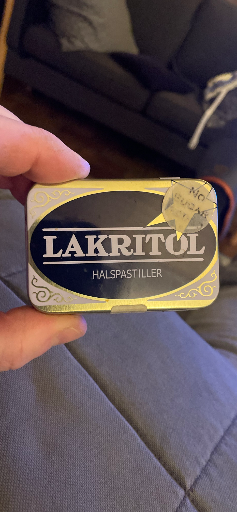 NO
SUGAR
LAKRITOL
HALSPASTILLER